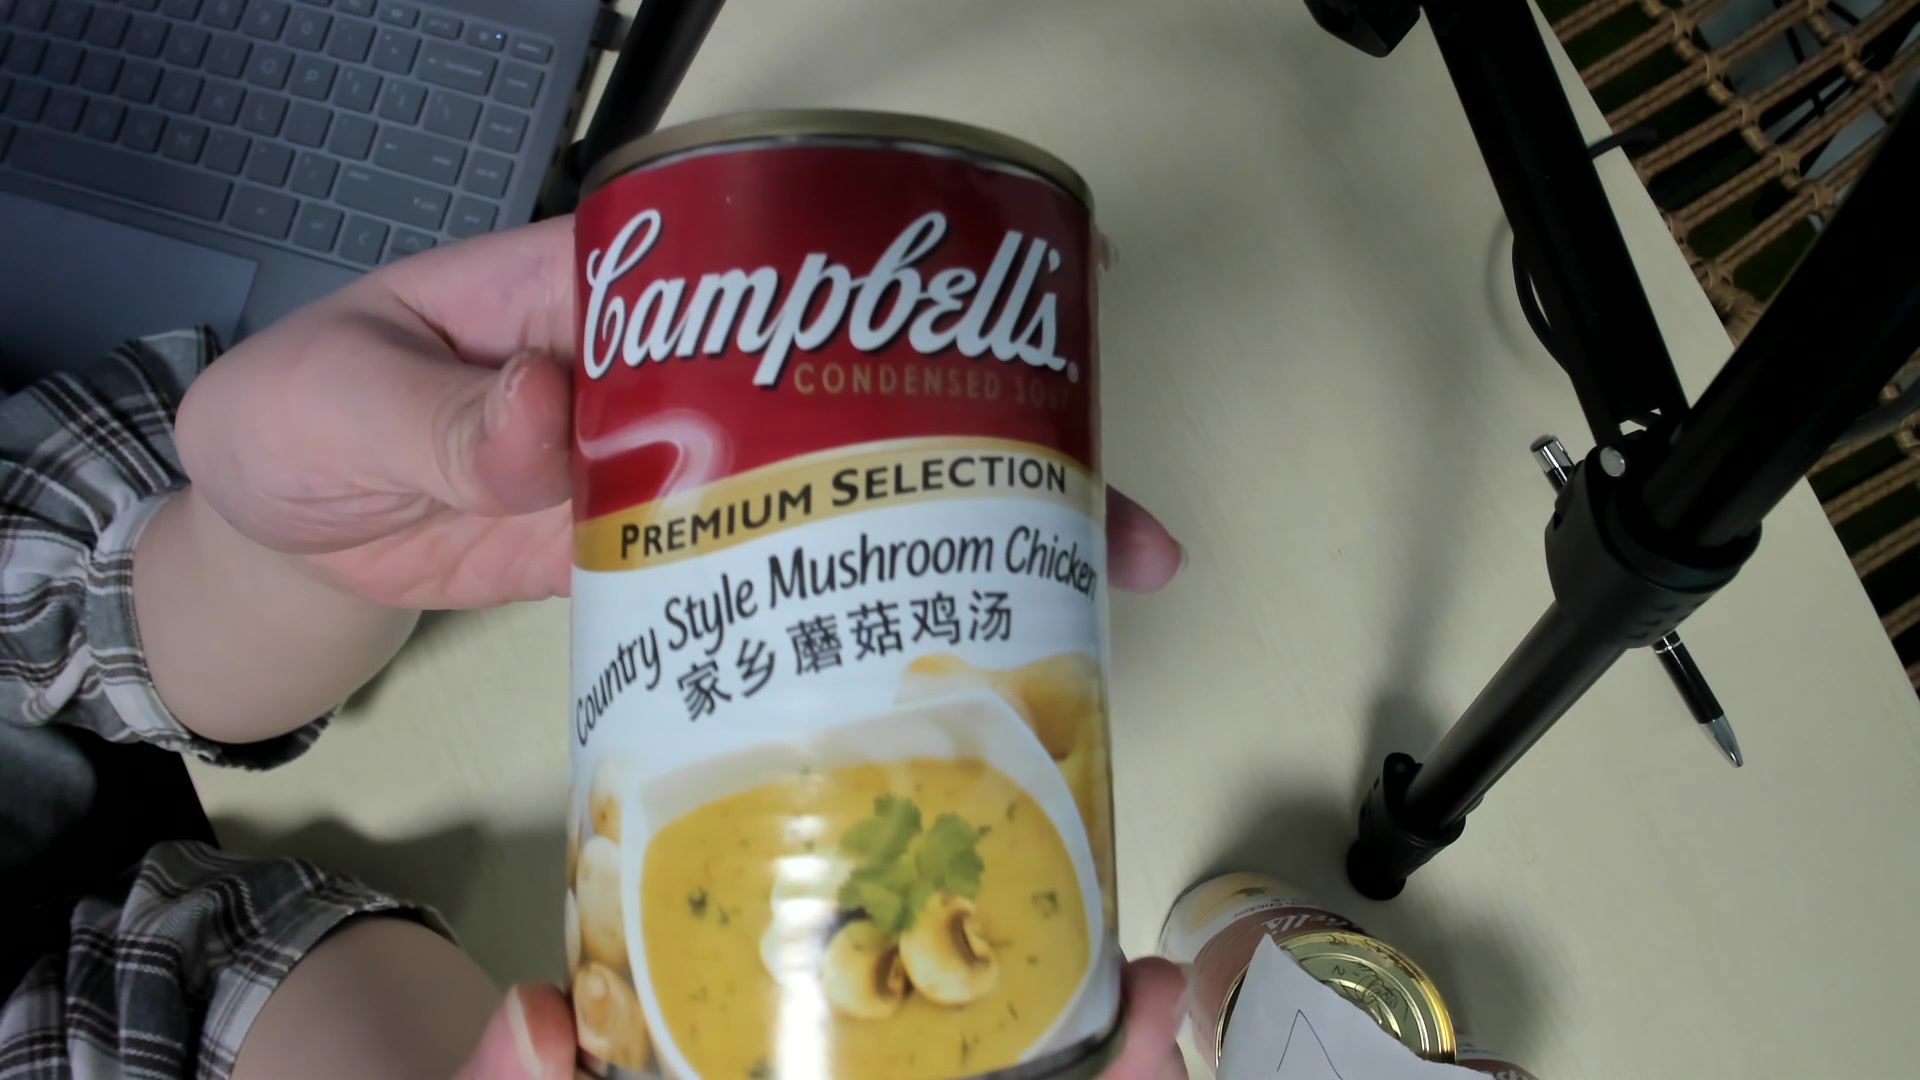 Campbell's
CONDENSED SOUP
PREMIUM SELECTION
Country Style Mushroom Chicken
家乡蘑菇鸡汤